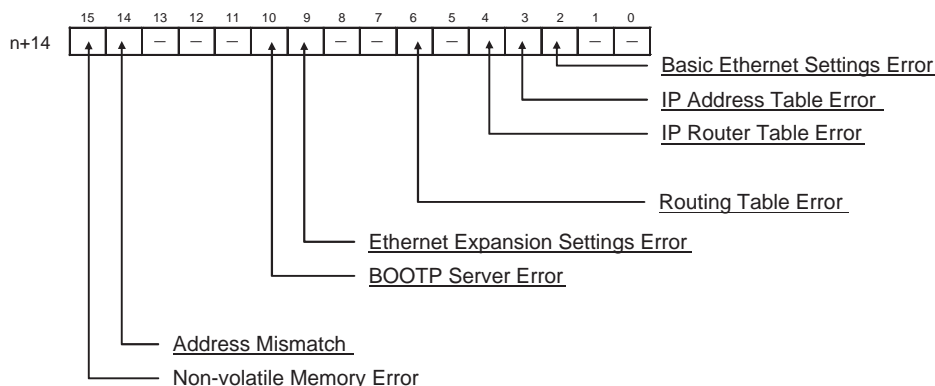 15 14 13 12 11 10 9 8 7 6 5 4 3 2 1 0
n+14 – – – – – – – –
Basic Ethernet Settings Error
IP Address Table Error
IP Router Table Error
Routing Table Error
Ethernet Expansion Settings Error
BOOTP Server Error
Address Mismatch
Non-volatile Memory Error